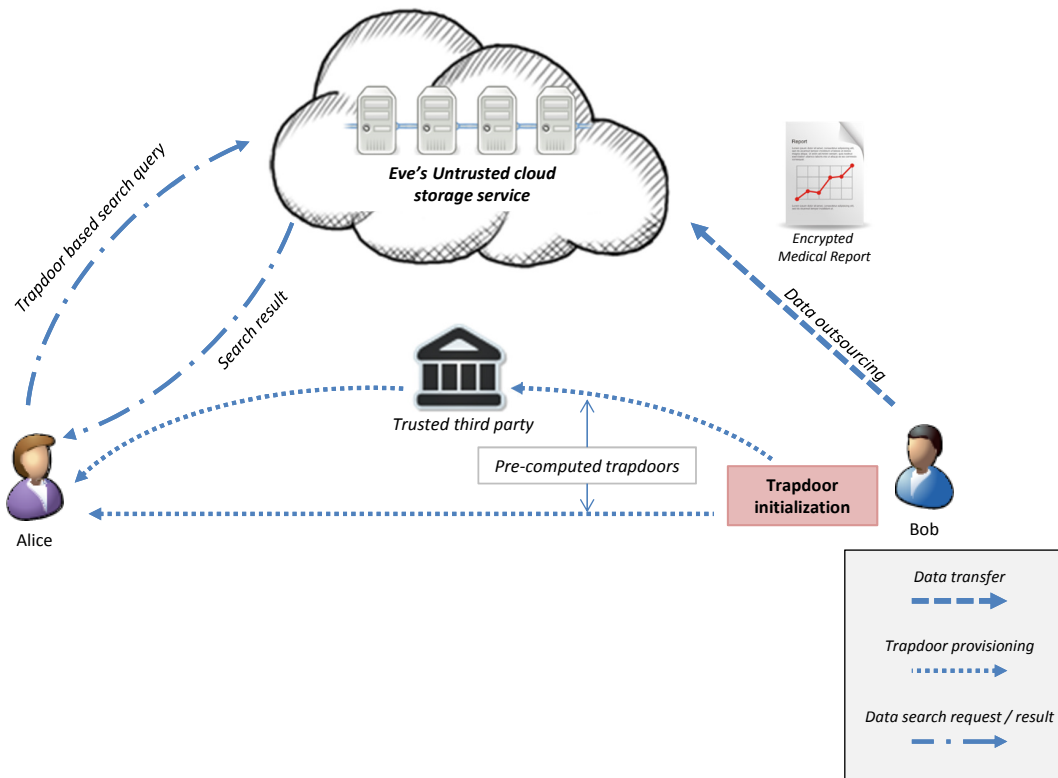 Eve's Untrusted cloud
storage service
Report
Encrypted
Medical Report
Trapdoor based search query
Search result
Data outsourcing
Trusted third party
Pre-computed trapdoors
Trapdoor
initialization
Alice
Bob
Data transfer
Trapdoor provisioning
Data search request / result